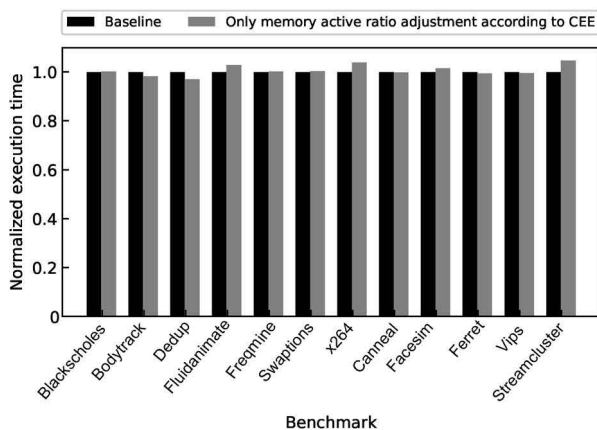 Baseline
Only memory active ratio adjustment according to CEE
Normalized execution time
1.0
0.8
0.6
0.4
0.2
0
Blackscholes
Bodytrack
Dedup
Fluidanimate
Freqmine
Swaptions
x264
Canneal
Facesim
Ferret
Vips
Streamcluster
Benchmark